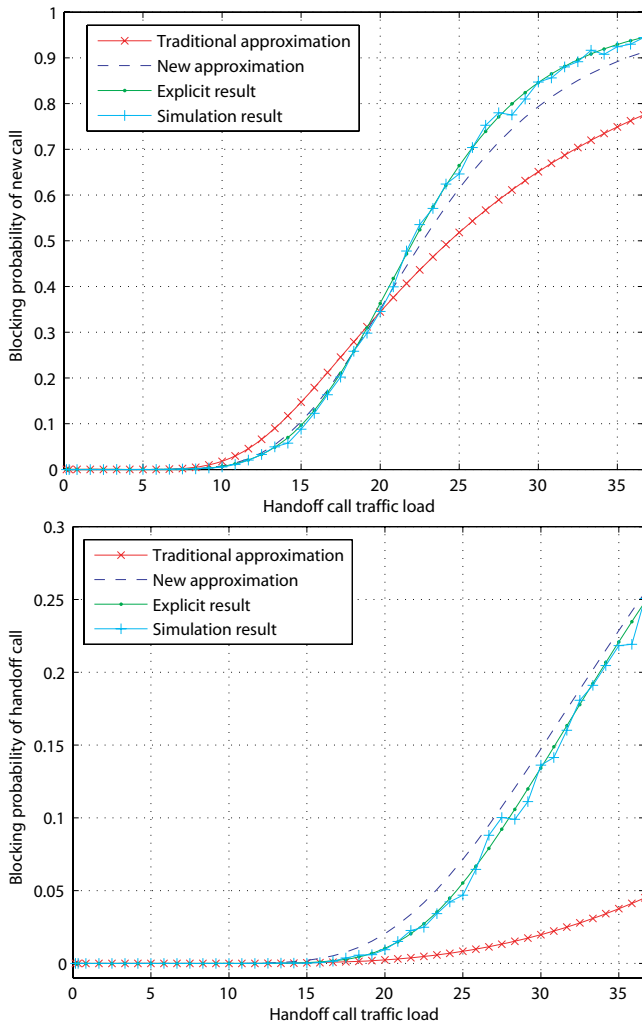 1
0.9
0.8
0.7
0.6
0.5
0.4
0.3
0.2
0.1
0
Blocking probability of new call
Traditional approximation
New approximation
Explicit result
Simulation result
0 5 10 15 20 25 30 35
Handoff call traffic load
0.3
0.25
0.2
0.15
0.1
0.05
0
Blocking probability of handoff call
Traditional approximation
New approximation
Explicit result
Simulation result
0 5 10 15 20 25 30 35
Handoff call traffic load